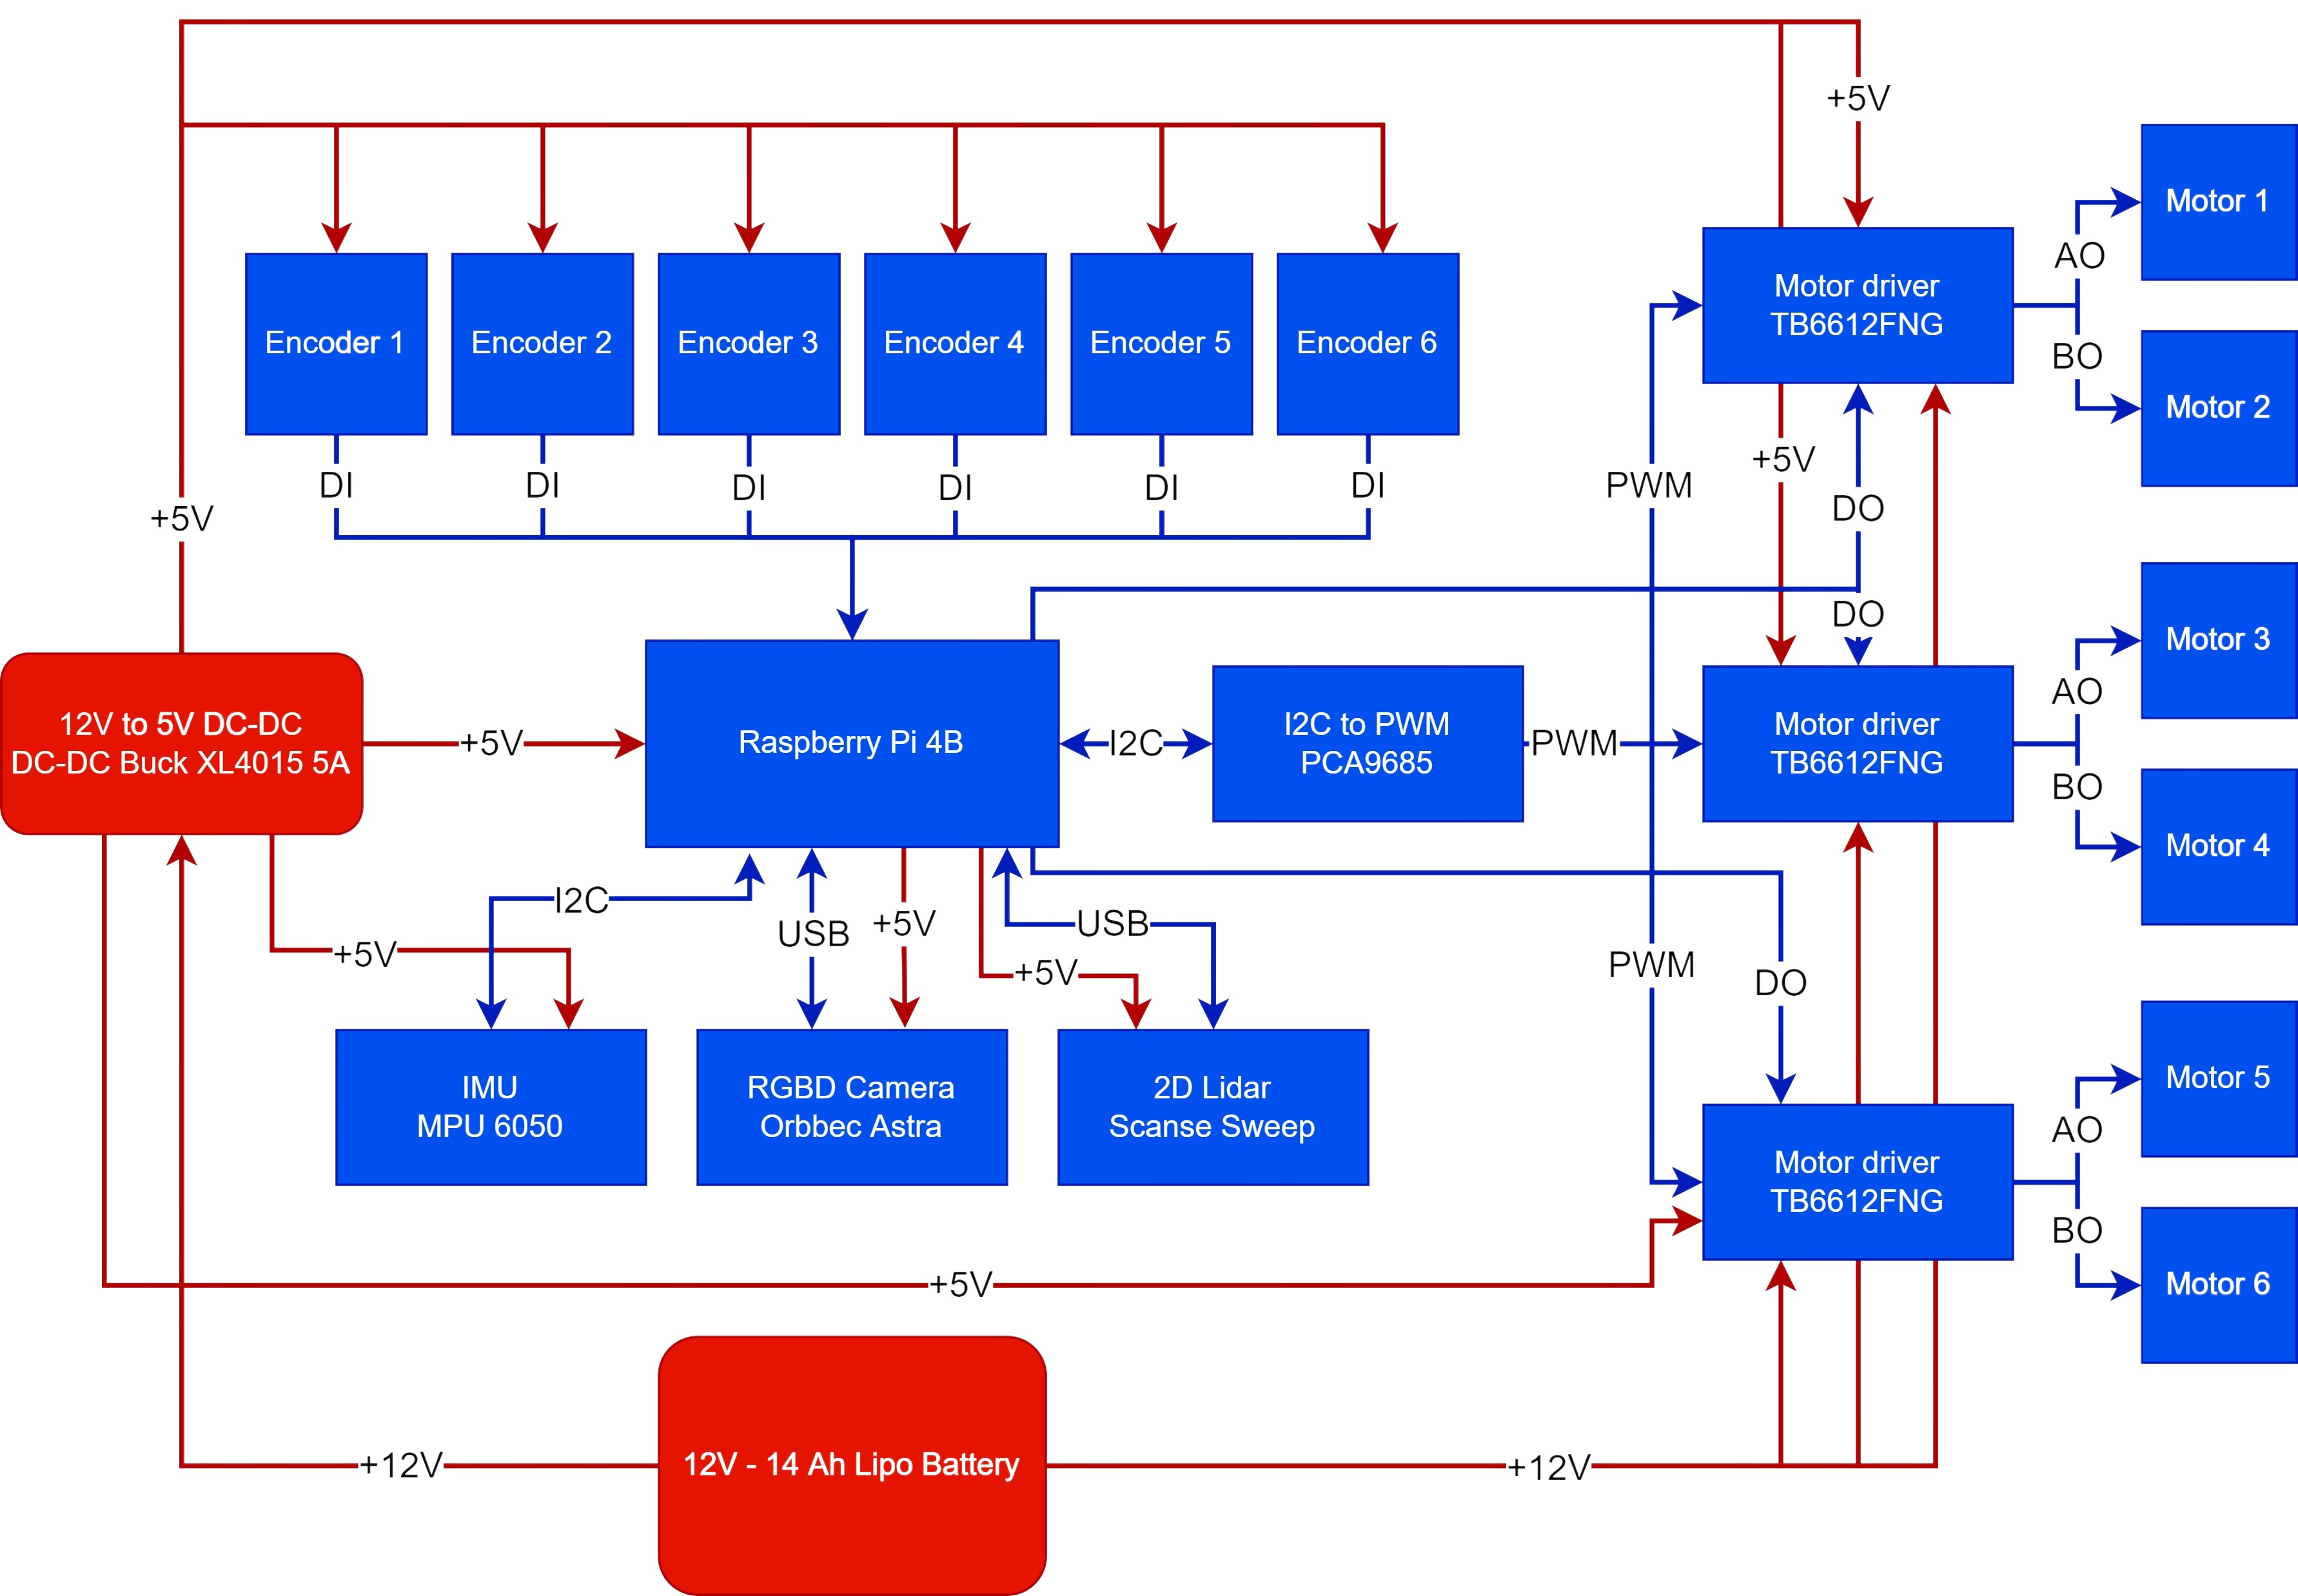 +5V
Motor 1
AO
Motor driver
TB6612FNG
Encoder 1
Encoder 2
Encoder 3
Encoder 4
Encoder 5
Encoder 6
BO
Motor 2
+5V
DI
DI
DI
DI
DI
DI
PWM
DO
+5V
DO
Motor 3
AO
12V to 5V DC-DC
DC-DC Buck XL4015 5A
+5V
Raspberry Pi 4B
I2C
I2C to PWM
PCA9685
PWM
Motor driver
TB6612FNG
BO
Motor 4
I2C
USB
+5V
USB
+5V
+5V
PWM
DO
IMU
MPU 6050
RGBD Camera
Orbbec Astra
2D Lidar
Scanse Sweep
Motor 5
AO
Motor driver
TB6612FNG
BO
Motor 6
+5V
+12V
12V - 14 Ah Lipo Battery
+12V